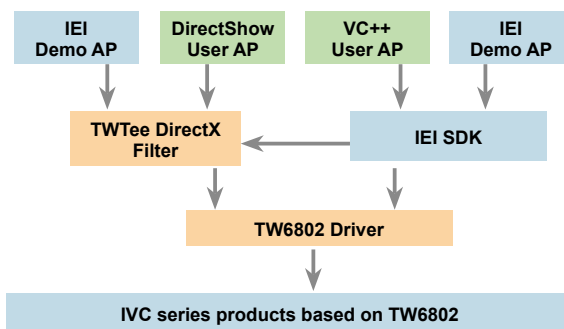 IEI
Demo AP
DirectShow
User AP
VC++
User AP
IEI
Demo AP
TWTee DirectX
Filter
IEI SDK
TW6802 Driver
IVC series products based on TW6802